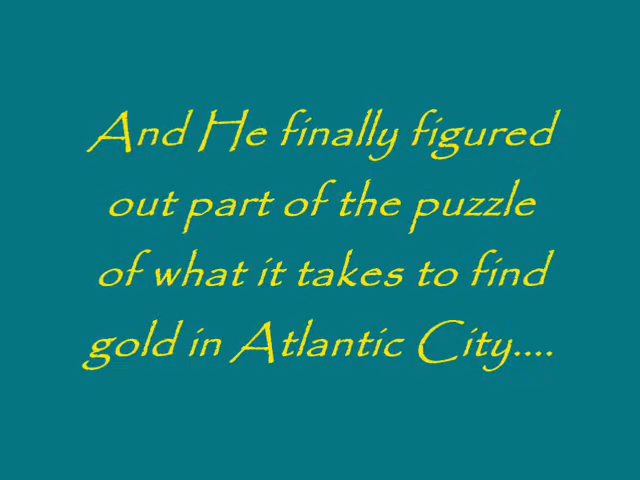 And He finally figured
out part of the puzzle
of what it takes to find
gold in Atlantic City....